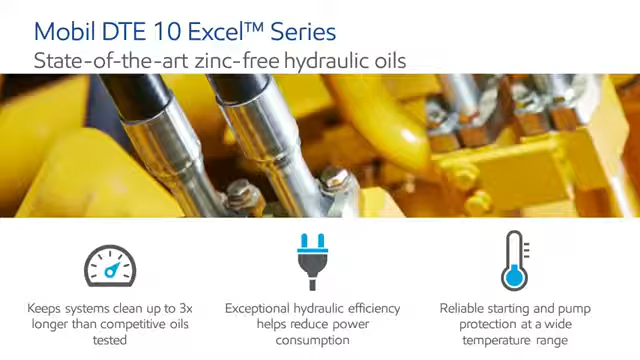 Mobil DTE 10 Excel™ Series
State-of-the-art zinc-free hydraulic oils
Keeps systems clean up to 3x
longer than competitive oils
tested
Exceptional hydraulic efficiency
helps reduce power
consumption
Reliable starting and pump
protection at a wide
temperature range